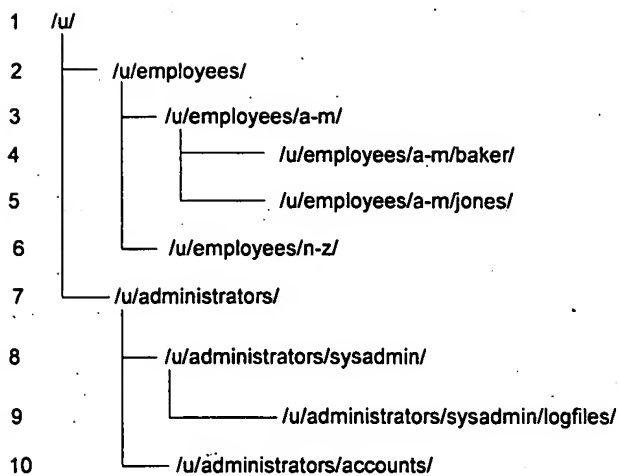 1 /u/
2 /u/employees/
3 /u/employees/a-m/
4 /u/employees/a-m/baker/
5 /u/employees/a-m/jones/
6 /u/employees/n-z/
7 /u/administrators/
8 /u/administrators/sysadmin/
9 /u/administrators/sysadmin/logfiles/
10 /u/administrators/accounts/